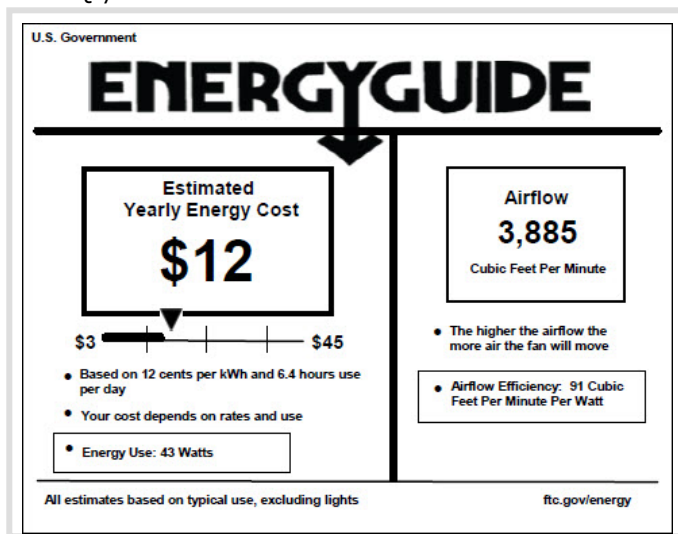 U.S. Government
ENERGYGUIDE
Estimated
Yearly Energy Cost
$12
$3
$45
• Based on 12 cents per kWh and 6.4 hours use
per day
• Your cost depends on rates and use
• Energy Use: 43 Watts
Airflow
3,885
Cubic Feet Per Minute
• The higher the airflow the
more air the fan will move
• Airflow Efficiency: 91 Cubic
Feet Per Minute Per Watt
All estimates based on typical use, excluding lights
ftc.gov/energy